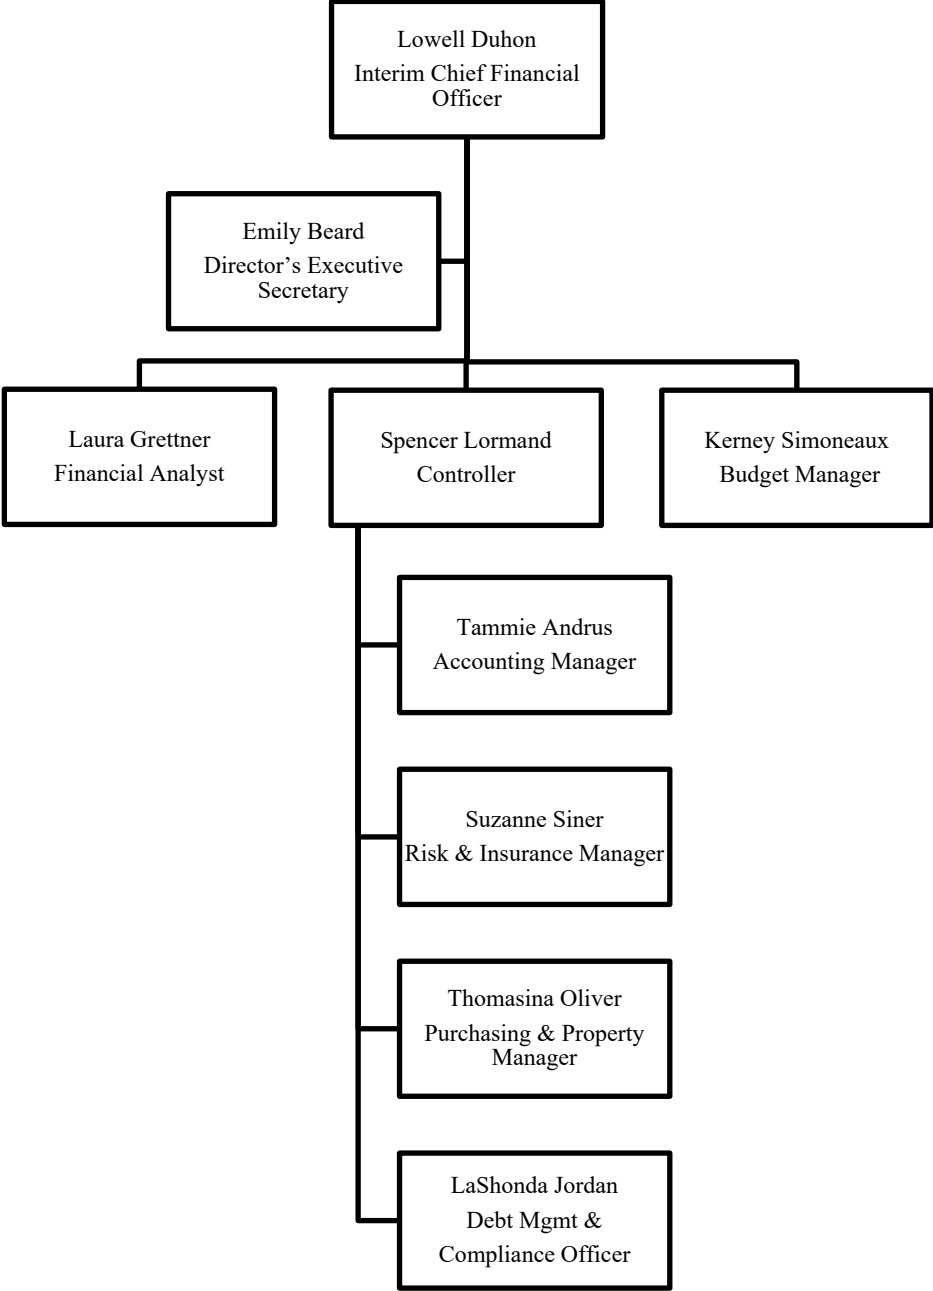 Lowell Duhon
Interim Chief Financial
Officer
Emily Beard
Director’s Executive
Secretary
Laura Grettner
Financial Analyst
Spencer Lormand
Controller
Kerney Simoneaux
Budget Manager
Tammie Andrus
Accounting Manager
Suzanne Siner
Risk & Insurance Manager
Thomasina Oliver
Purchasing & Property
Manager
LaShonda Jordan
Debt Mgmt &
Compliance Officer